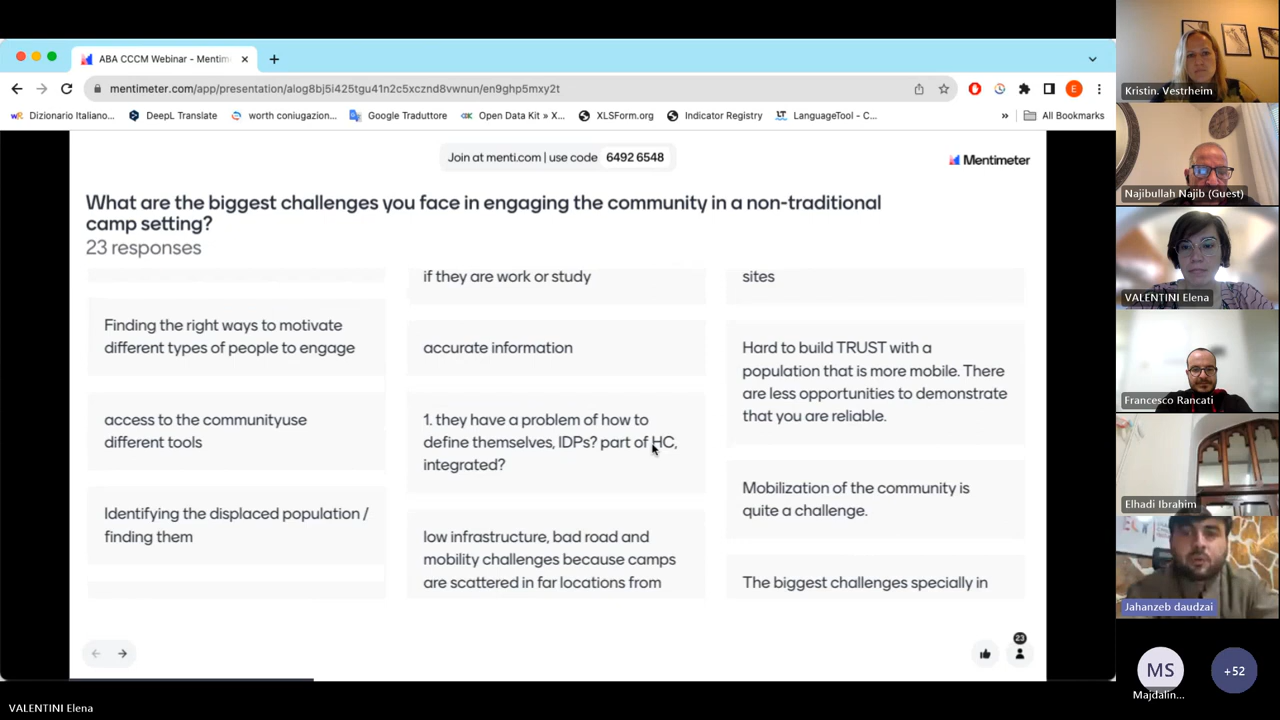 ABA CCCM Webinar - Mentim
mentimeter.com/app/presentation/alog8bj5i425tgu41n2c5xcznd8vwnun/en9ghp5mxy2t
E
WR Dizionario Italiano...
DeepL Translate
worth coniugazion...
Google Traduttore
OK Open Data Kit » X...
XLSForm.org
Indicator Registry
LT LanguageTool - C...
»
All Bookmarks
Join at menti.com | use code 6492 6548
Mentimeter
What are the biggest challenges you face in engaging the community in a non-traditional
camp setting?
23 responses
Finding the right ways to motivate
different types of people to engage
access to the communityuse
different tools
Identifying the displaced population /
finding them
if they are work or study
accurate information
1. they have a problem of how to
define themselves, IDPs? part of HC,
integrated?
low infrastructure, bad road and
mobility challenges because camps
are scattered in far locations from
sites
Hard to build TRUST with a
population that is more mobile. There
are less opportunities to demonstrate
that you are reliable.
Mobilization of the community is
quite a challenge.
The biggest challenges specially in
23
VALENTINI Elena
Kristin. Vestrheim
Najibullah Najib (Guest)
VALENTINI Elena
Francesco Rancati
Elhadi Ibrahim
Jahanzeb daudzai
MS
Majdalin...
+52